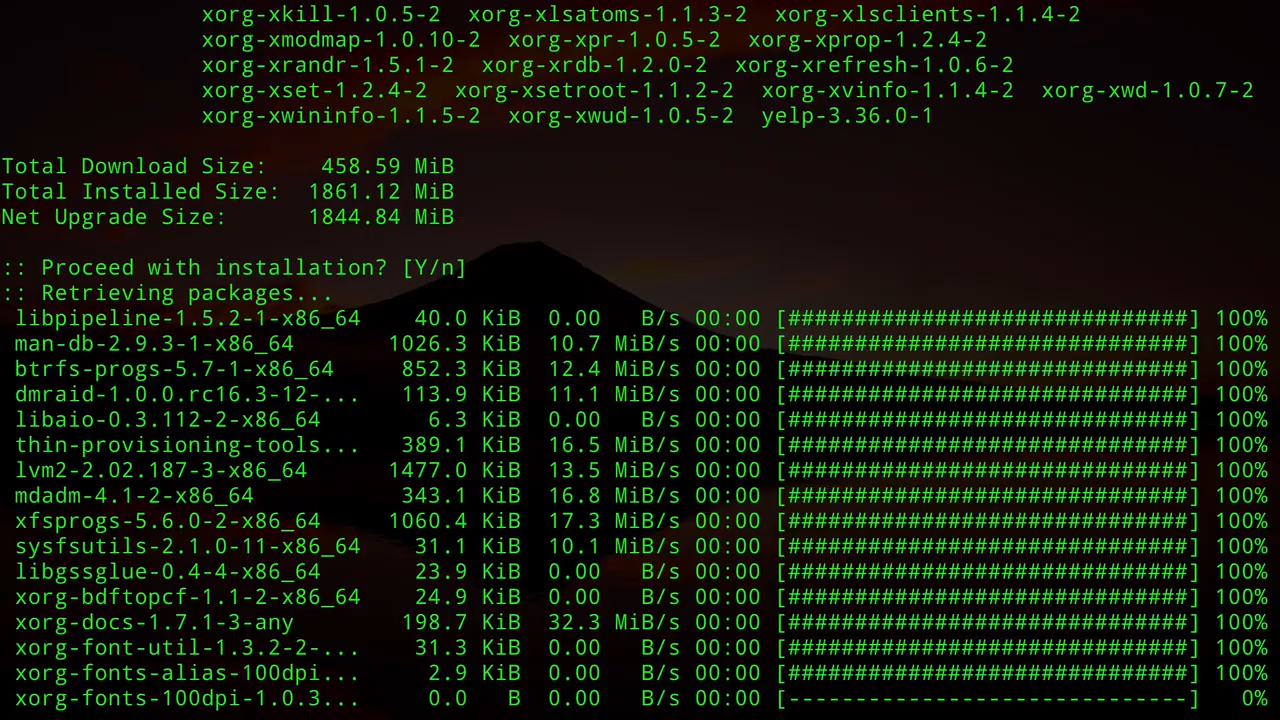 xorg-xkill-1.0.5-2  xorg-xlsatoms-1.1.3-2  xorg-xlsclients-1.1.4-2
xorg-xmodmap-1.0.10-2  xorg-xpr-1.0.5-2  xorg-xprop-1.2.4-2
xorg-xrandr-1.5.1-2  xorg-xrdb-1.2.0-2  xorg-xrefresh-1.0.6-2
xorg-xset-1.2.4-2  xorg-xsetroot-1.1.2-2  xorg-xvinfo-1.1.4-2  xorg-xwd-1.0.7-2
xorg-xwininfo-1.1.5-2  xorg-xwud-1.0.5-2  yelp-3.36.0-1
Total Download Size:    458.59 MiB
Total Installed Size:  1861.12 MiB
Net Upgrade Size:      1844.84 MiB
:: Proceed with installation? [Y/n]
:: Retrieving packages...
libpipeline-1.5.2-1-x86_64    40.0 KiB  0.00   B/s 00:00 [##############################] 100%
man-db-2.9.3-1-x86_64       1026.3 KiB  10.7 MiB/s 00:00 [##############################] 100%
btrfs-progs-5.7-1-x86_64     852.3 KiB  12.4 MiB/s 00:00 [##############################] 100%
dmraid-1.0.0.rc16.3-12-...   113.9 KiB  11.1 MiB/s 00:00 [##############################] 100%
libaio-0.3.112-2-x86_64        6.3 KiB  0.00   B/s 00:00 [##############################] 100%
thin-provisioning-tools...   389.1 KiB  16.5 MiB/s 00:00 [##############################] 100%
lvm2-2.02.187-3-x86_64      1477.0 KiB  13.5 MiB/s 00:00 [##############################] 100%
mdadm-4.1-2-x86_64           343.1 KiB  16.8 MiB/s 00:00 [##############################] 100%
xfsprogs-5.6.0-2-x86_64     1060.4 KiB  17.3 MiB/s 00:00 [##############################] 100%
sysfsutils-2.1.0-11-x86_64    31.1 KiB  10.1 MiB/s 00:00 [##############################] 100%
libgssglue-0.4-4-x86_64       23.9 KiB  0.00   B/s 00:00 [##############################] 100%
xorg-bdftopcf-1.1-2-x86_64    24.9 KiB  0.00   B/s 00:00 [##############################] 100%
xorg-docs-1.7.1-3-any        198.7 KiB  32.3 MiB/s 00:00 [##############################] 100%
xorg-font-util-1.3.2-2-...    31.3 KiB  0.00   B/s 00:00 [##############################] 100%
xorg-fonts-alias-100dpi...     2.9 KiB  0.00   B/s 00:00 [##############################] 100%
xorg-fonts-100dpi-1.0.3...     0.0   B  0.00   B/s 00:00 [------------------------------]   0%